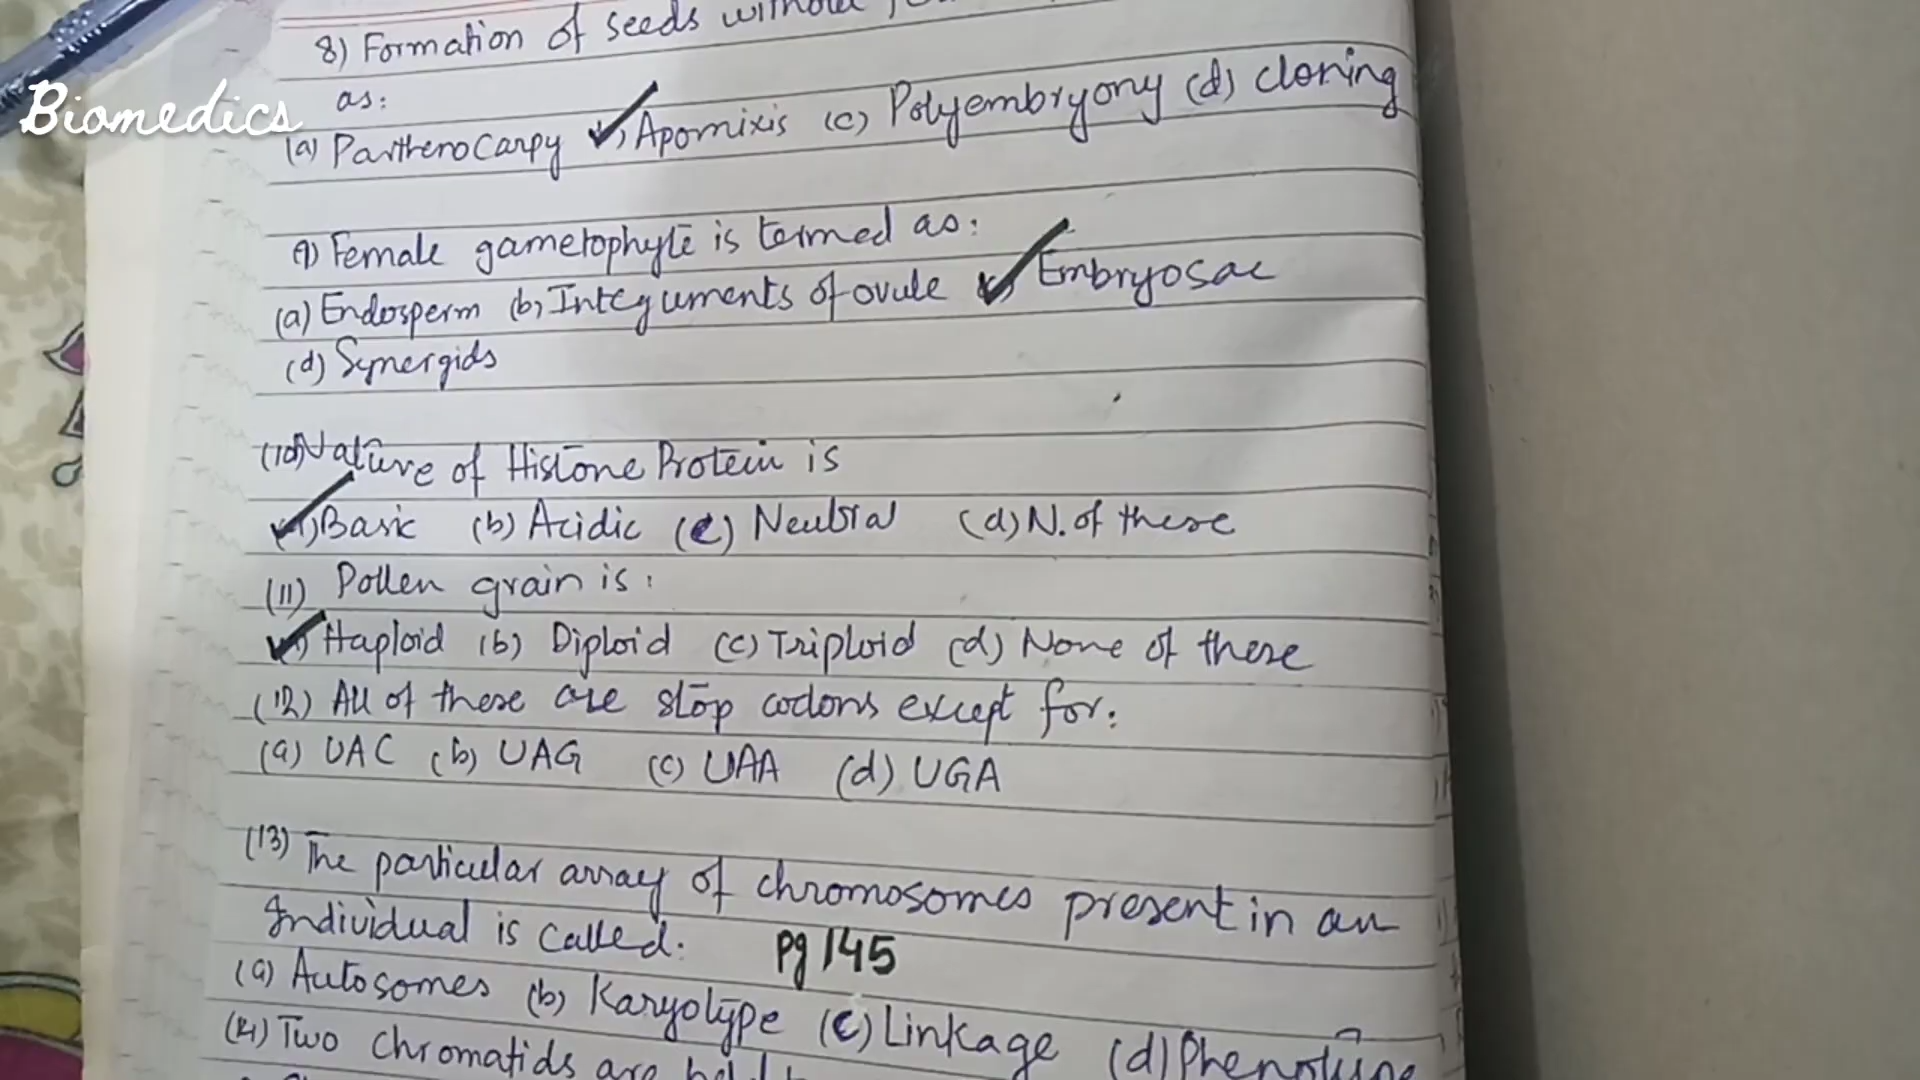 8) Formation of seeds without
Biomedics
as:
(a) Parthenocarpy ✓) Apomixis (c) Polyembryony (d) cloning
9) Female gametophyte is termed as:
(a) Endosperm (b) Integuments of ovule ✓) Embryosac
(d) Synergids
(10) Nature of Histone Protein is
✓) Basic (b) Acidic (c) Neutral (d) N. of these
(11) Pollen grain is:
✓) Haploid (b) Diploid (c) Triploid (d) None of these
(12) All of these are stop codons except for:
(a) UAC (b) UAG (c) UAA (d) UGA
(13) The particular array of chromosomes present in an
Individual is called: pg 145
(a) Autosomes (b) Karyotype (c) Linkage (d) Phenotype
(14) Two chromatids are